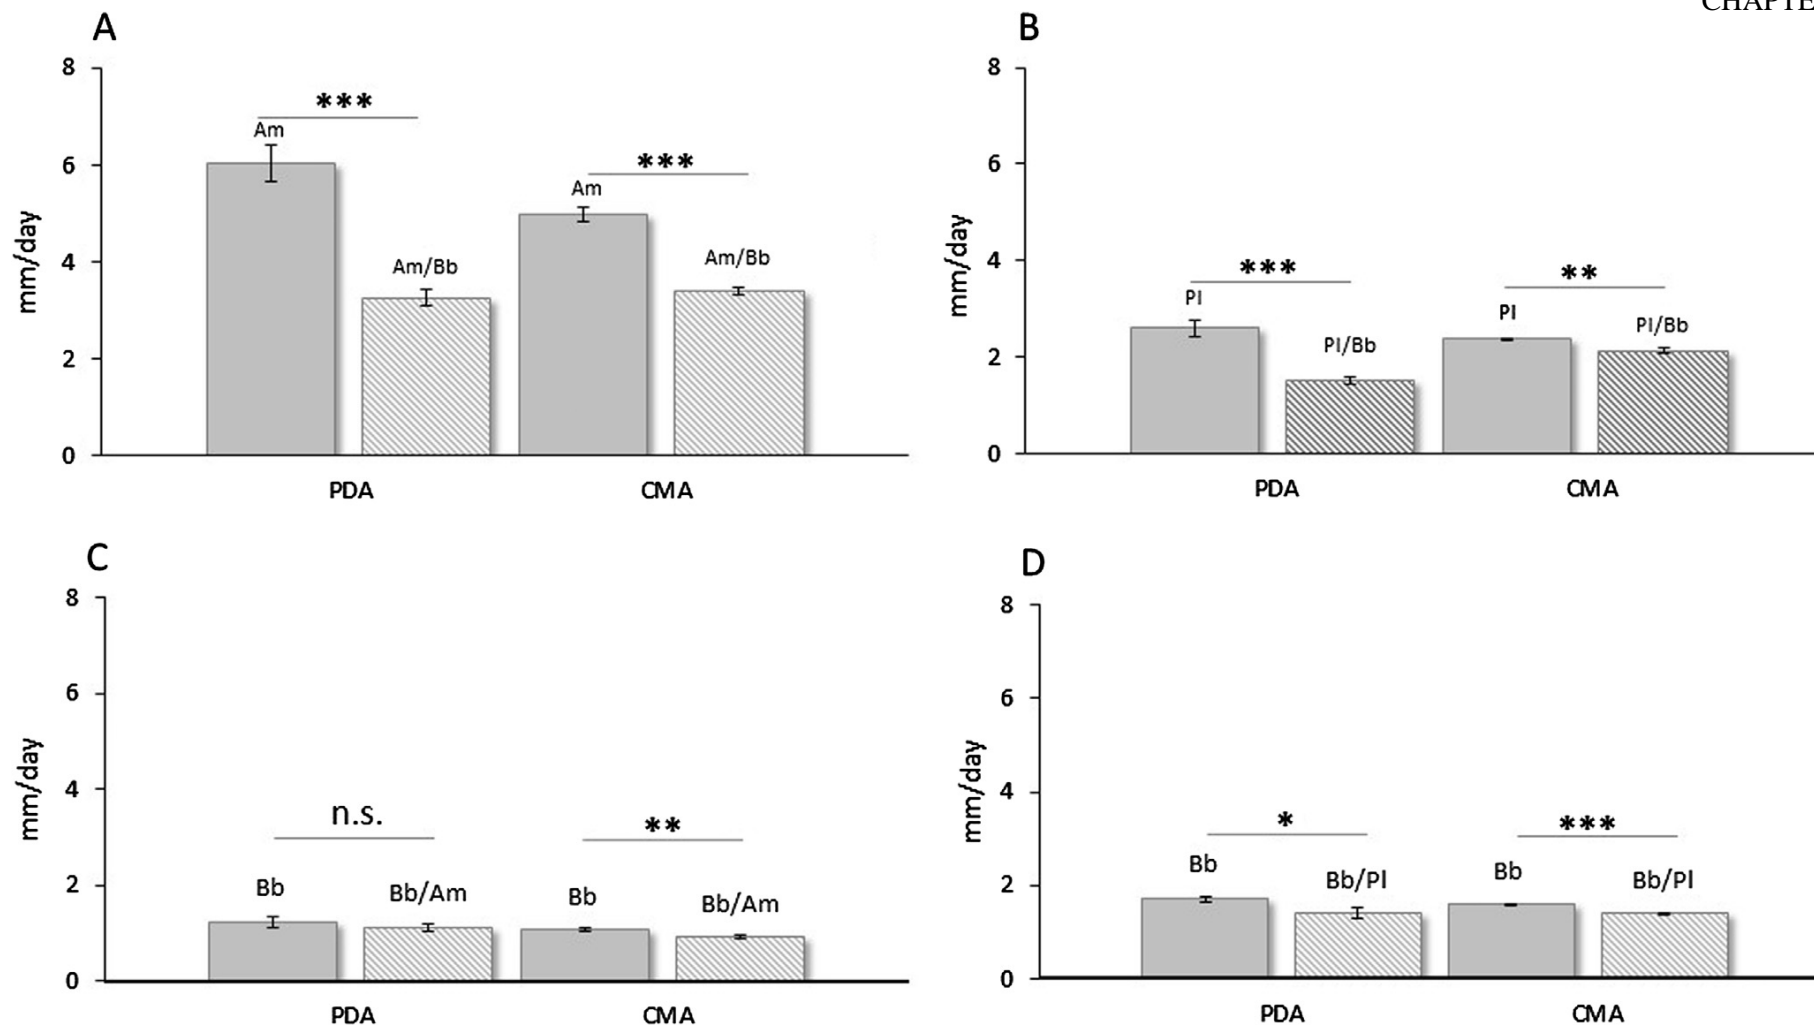 CHAPTE
A
8
6
4
2
0
mm/day
***
Am
Am/Bb
***
Am
Am/Bb
PDA
CMA
B
8
6
4
2
0
mm/day
***
Pl
Pl/Bb
**
Pl
Pl/Bb
PDA
CMA
C
8
6
4
2
0
mm/day
n.s.
Bb
Bb/Am
**
Bb
Bb/Am
PDA
CMA
D
8
6
4
2
0
mm/day
*
Bb
Bb/Pl
***
Bb
Bb/Pl
PDA
CMA